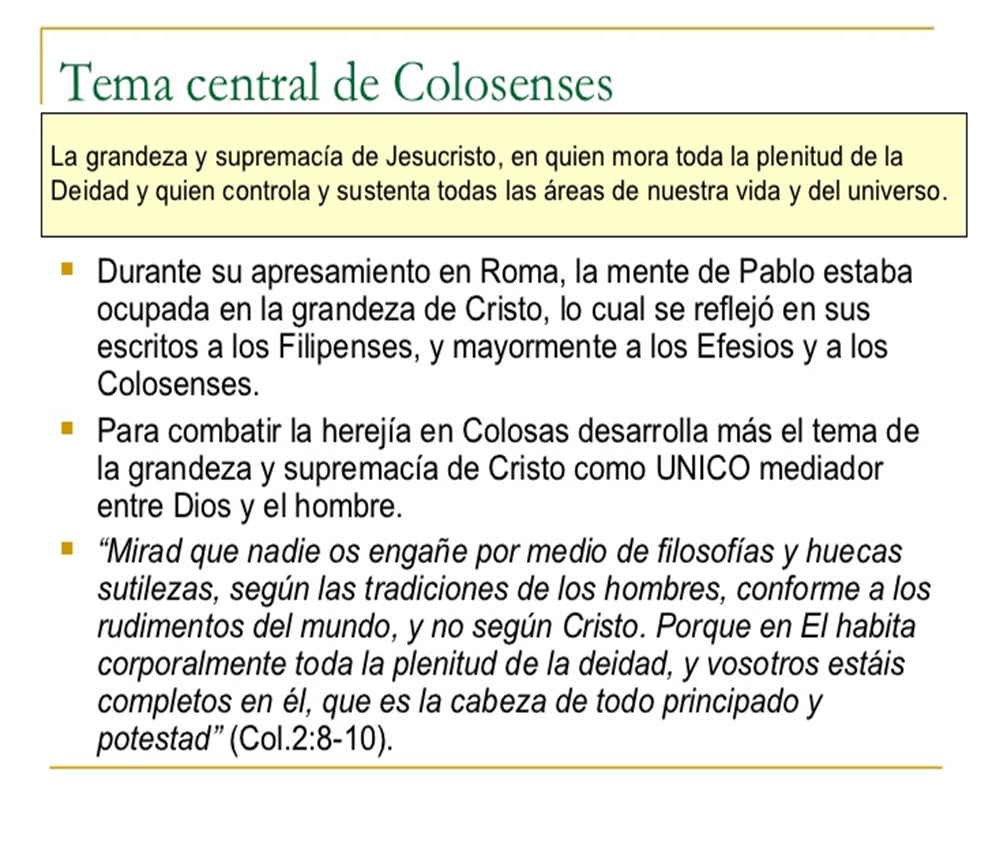 Tema central de Colosenses
La grandeza y supremacía de Jesucristo, en quien mora toda la plenitud de la
Deidad y quien controla y sustenta todas las áreas de nuestra vida y del universo.
Durante su apresamiento en Roma, la mente de Pablo estaba
ocupada en la grandeza de Cristo, lo cual se reflejó en sus
escritos a los Filipenses, y mayormente a los Efesios y a los
Colosenses.
Para combatir la herejía en Colosas desarrolla más el tema de
la grandeza y supremacía de Cristo como UNICO mediador
entre Dios y el hombre.
“Mirad que nadie os engañe por medio de filosofías y huecas
sutilezas, según las tradiciones de los hombres, conforme a los
rudimentos del mundo, y no según Cristo. Porque en El habita
corporalmente toda la plenitud de la deidad, y vosotros estáis
completos en él, que es la cabeza de todo principado y
potestad” (Col.2:8-10).